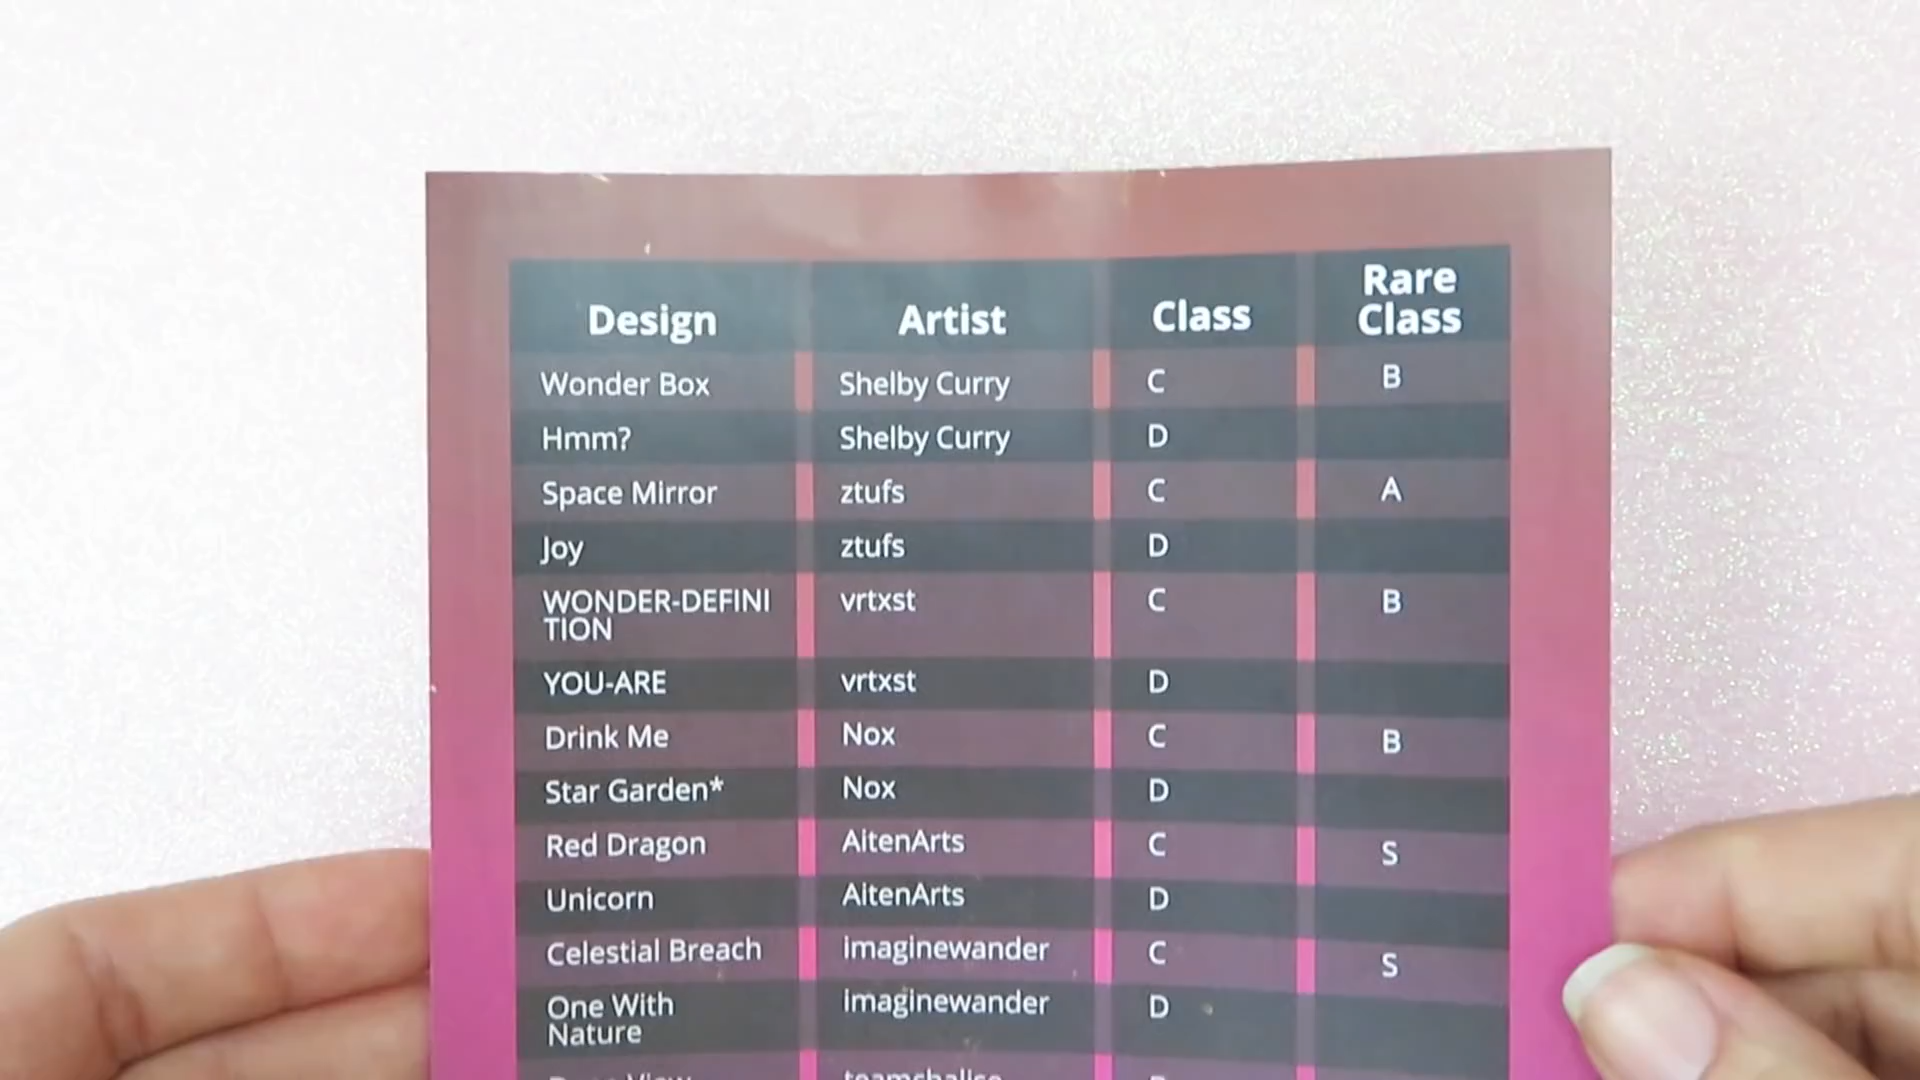 Design Artist Class Rare Class
Wonder Box Shelby Curry C B
Hmm? Shelby Curry D
Space Mirror ztufs C A
Joy ztufs D
WONDER-DEFINI vrtxst C B
TION
YOU-ARE vrtxst D
Drink Me Nox C B
Star Garden* Nox D
Red Dragon AitenArts C S
Unicorn AitenArts D
Celestial Breach imaginewander C S
One With imaginewander D
Nature